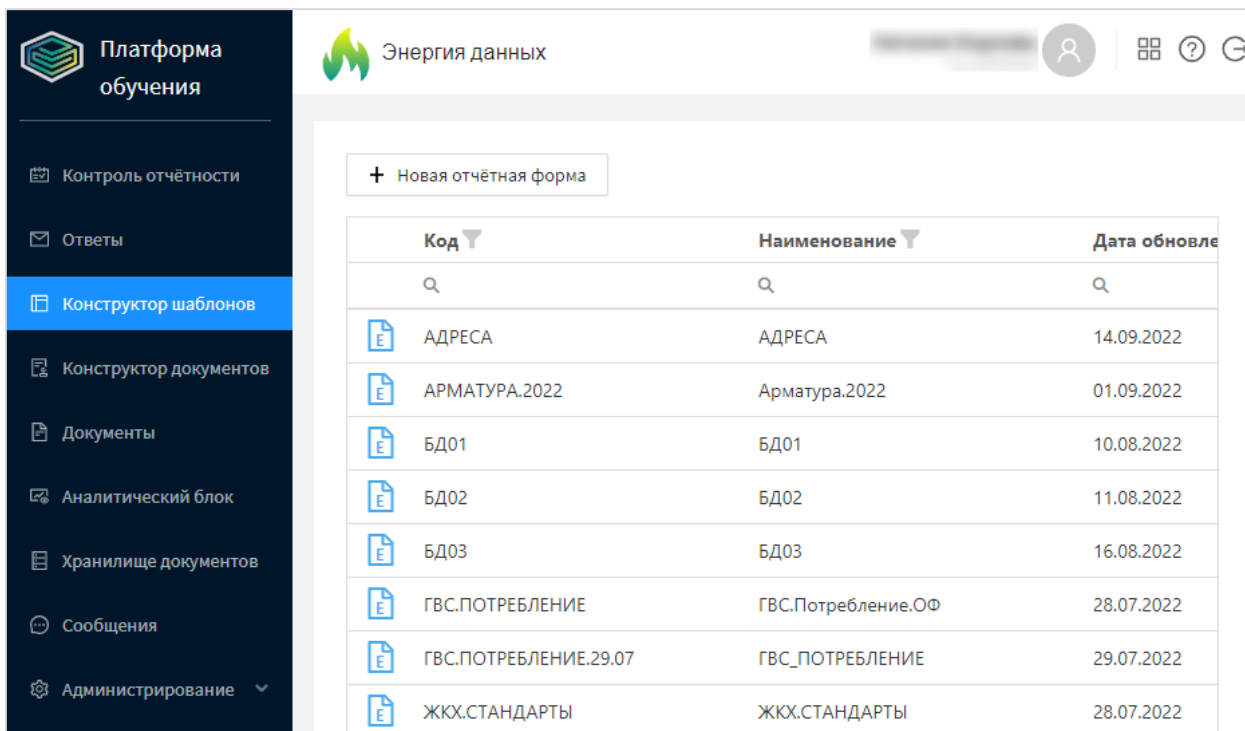 Платформа
обучения
Энергия данных
Контроль отчётности
Ответы
Конструктор шаблонов
Конструктор документов
Документы
Аналитический блок
Хранилище документов
Сообщения
Администрирование
+ Новая отчётная форма
Код Наименование Дата обновле
АДРЕСА АДРЕСА 14.09.2022
АРМАТУРА.2022 Арматура.2022 01.09.2022
БД01 БД01 10.08.2022
БД02 БД02 11.08.2022
БД03 БД03 16.08.2022
ГВС.ПОТРЕБЛЕНИЕ ГВС.Потребление.ОФ 28.07.2022
ГВС.ПОТРЕБЛЕНИЕ.29.07 ГВС_ПОТРЕБЛЕНИЕ 29.07.2022
ЖКХ.СТАНДАРТЫ ЖКХ.СТАНДАРТЫ 28.07.2022